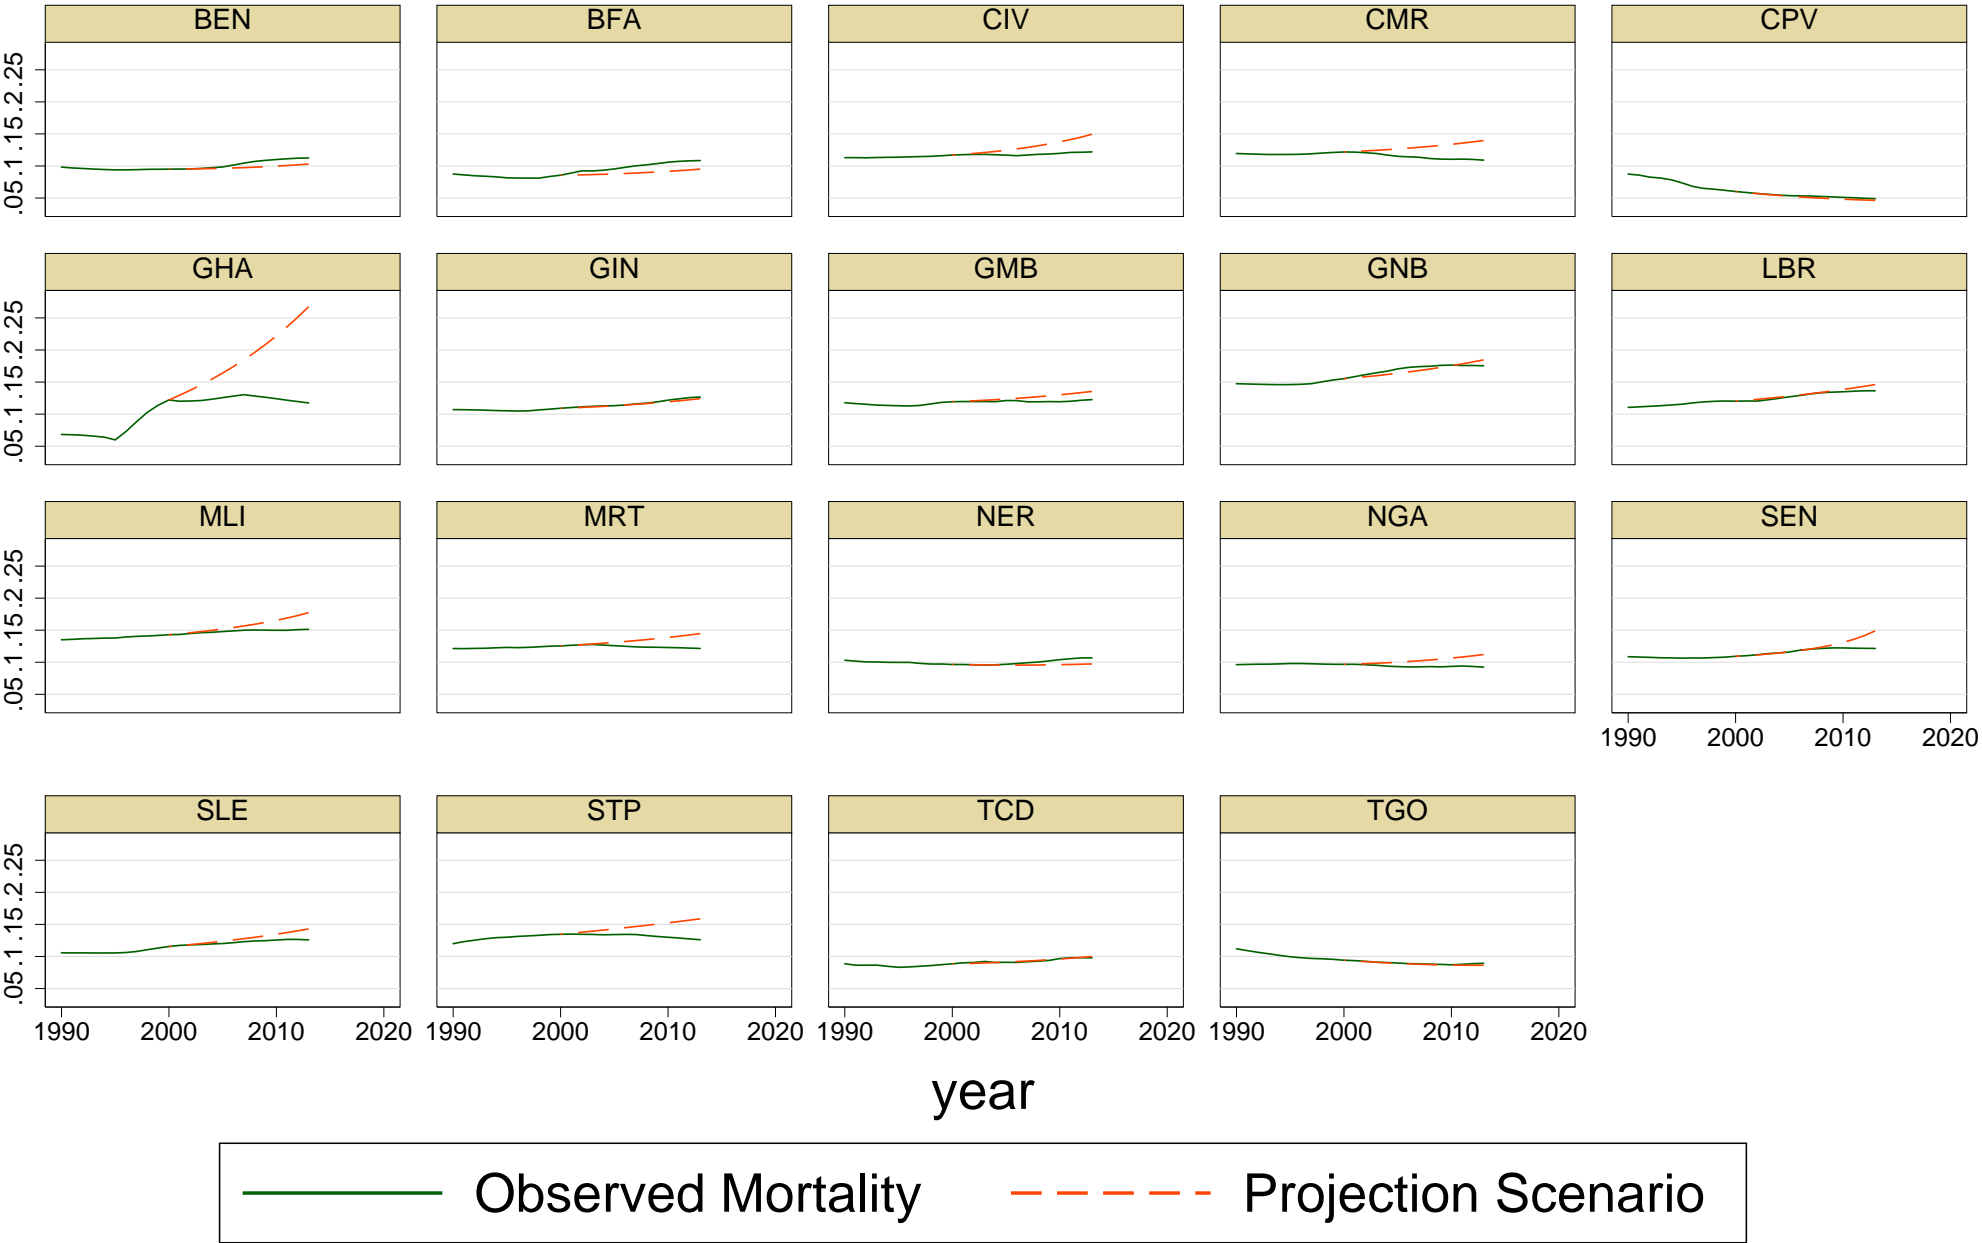 BEN BFA CIV CMR CPV
.05 .1 .15 .2 .25
GHA GIN GMB GNB LBR
.05 .1 .15 .2 .25
MLI MRT NER NGA SEN
.05 .1 .15 .2 .25
1990 2000 2010 2020
SLE STP TCD TGO
.05 .1 .15 .2 .25
1990 2000 2010 2020 1990 2000 2010 2020 1990 2000 2010 2020 1990 2000 2010 2020
year
Observed Mortality Projection Scenario